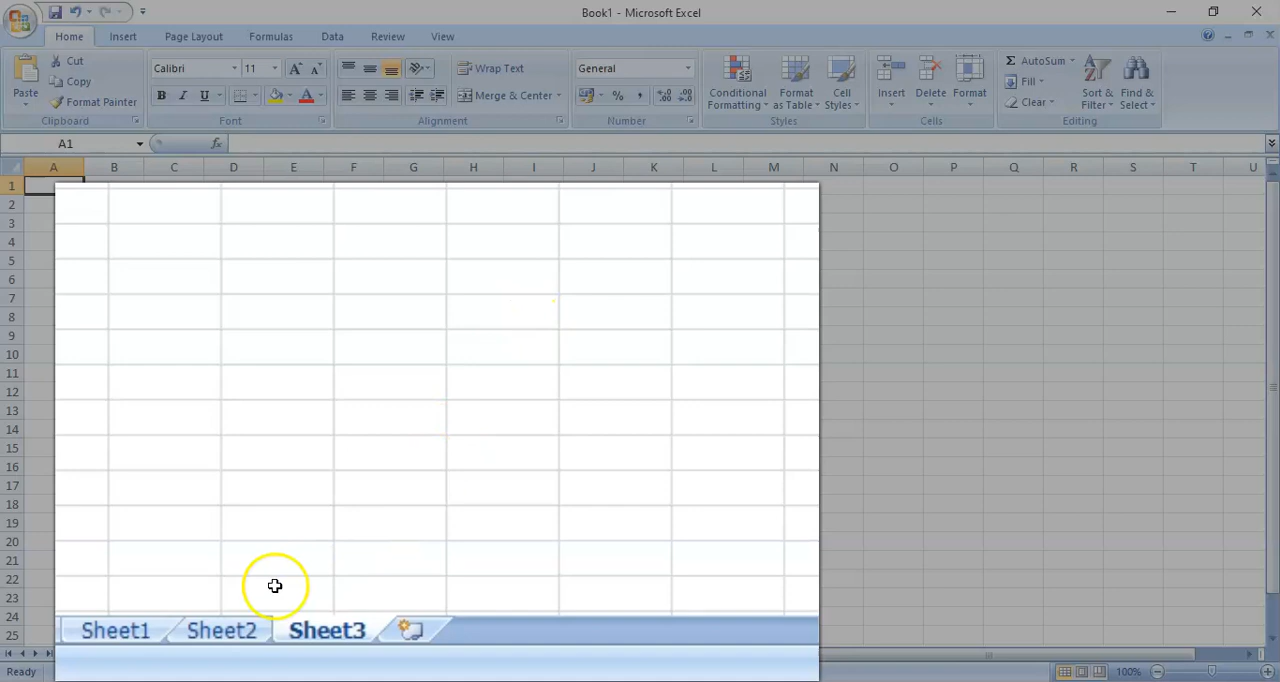 Book1 - Microsoft Excel
Home Insert Page Layout Formulas Data Review View
Cut
Calibri 11 A A Wrap Text General Σ AutoSum
Copy
Fill
Paste Format Painter B I U A Merge & Center % , .0 .00 .00 .0 Conditional Formatting Format as Table Cell Styles Insert Delete Format Clear Sort & Filter Find & Select
Clipboard Font Alignment Number Styles Cells Editing
A1 fx
A B C D E F G H I J K L M N O P Q R S T U
1
2
3
4
5
6
7
8
9
10
11
12
13
14
15
16
17
18
19
20
21
22
23
24
25
Sheet1 Sheet2 Sheet3
Ready 100%